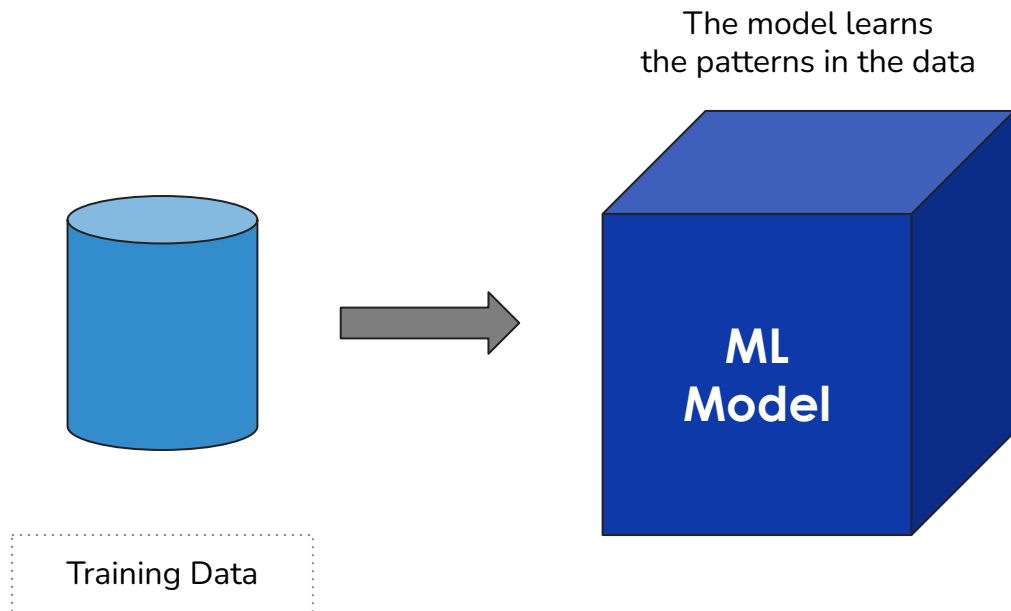 The model learns
the patterns in the data
ML
Model
Training Data